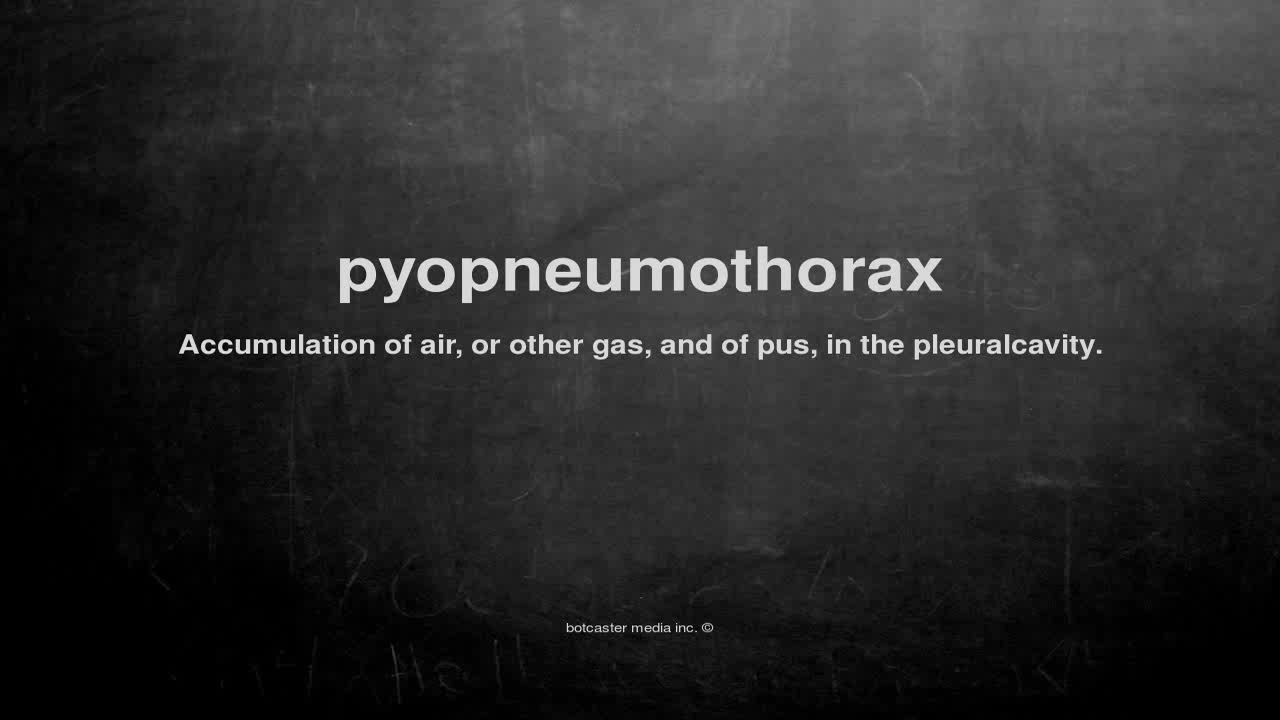 pyopneumothorax
Accumulation of air, or other gas, and of pus, in the pleuralcavity.
botcaster media inc. ©